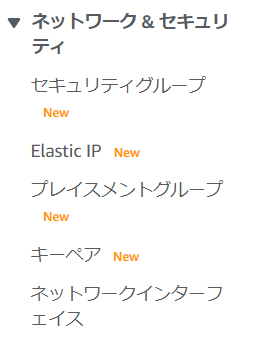 ▼ ネットワーク & セキュリ
ティ
セキュリティグループ
New
Elastic IP New
プレイスメントグループ
New
キーペア New
ネットワークインターフ
ェイス